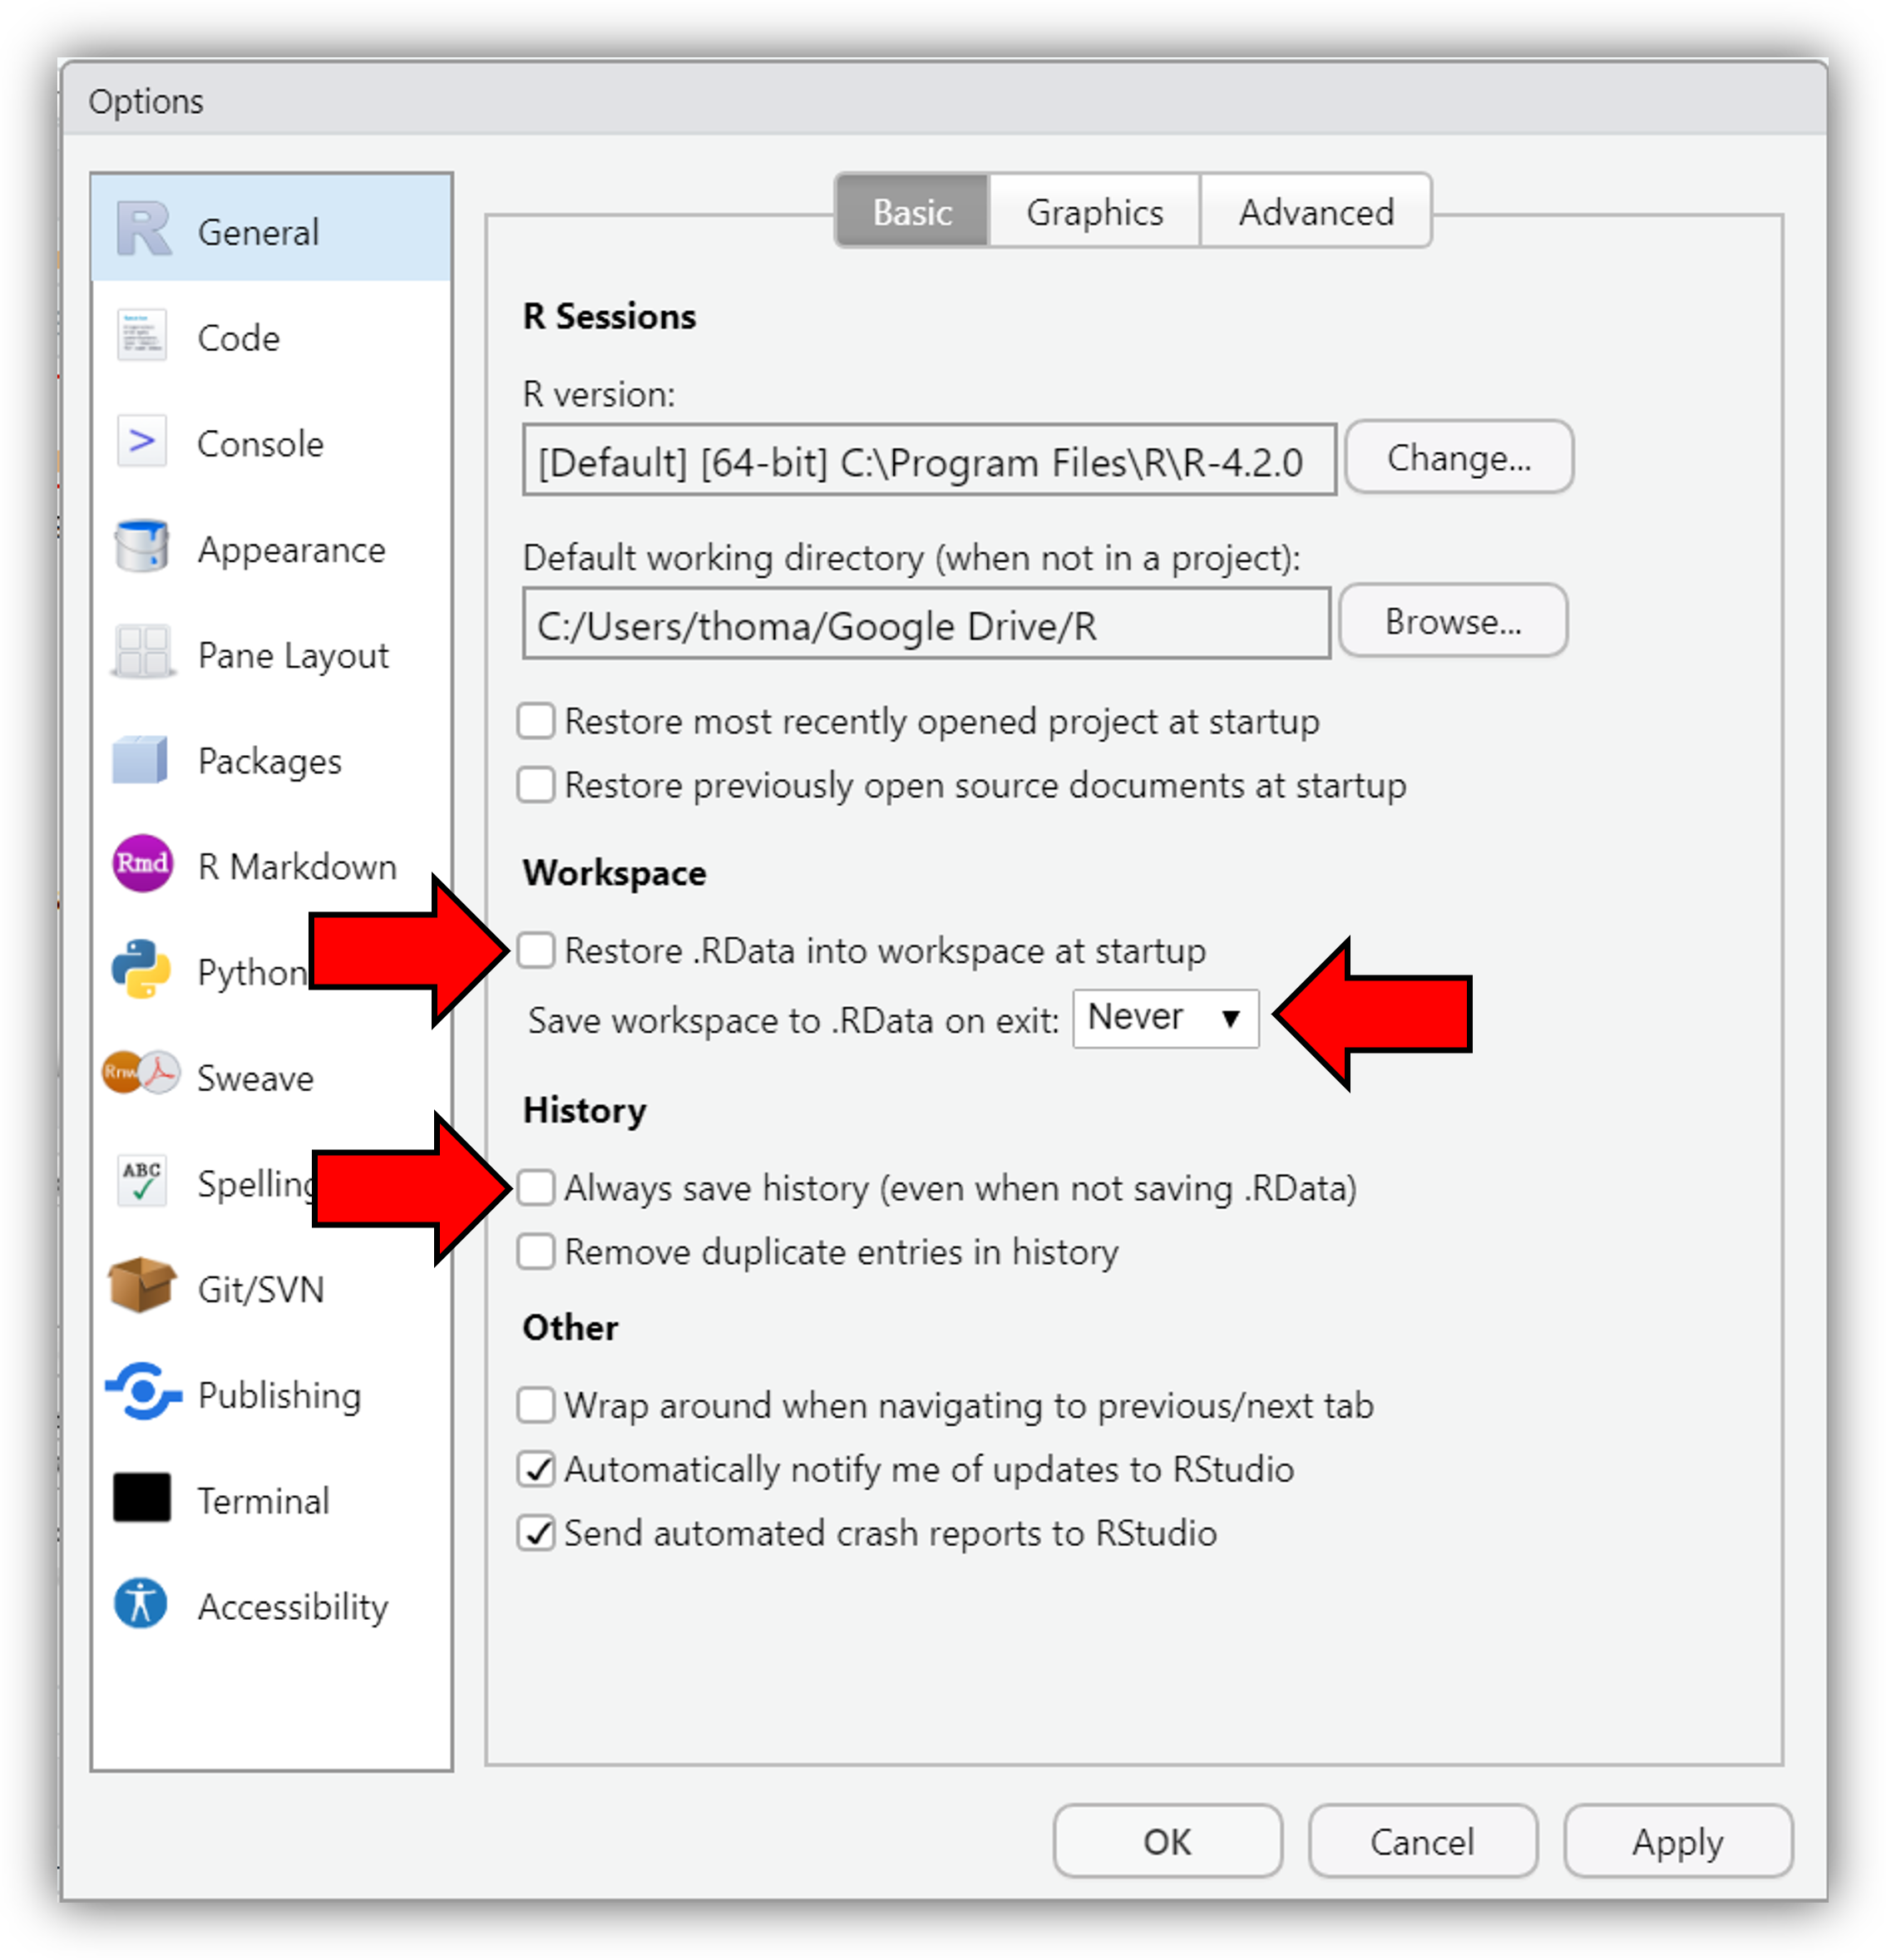 Options
General
Code
Console
Appearance
Pane Layout
Packages
Rmd R Markdown
Python
Rnw Sweave
ABC Spelling
Git/SVN
Publishing
Terminal
Accessibility
Basic Graphics Advanced
R Sessions
R version:
[Default] [64-bit] C:\Program Files\R\R-4.2.0 Change...
Default working directory (when not in a project):
C:/Users/thoma/Google Drive/R Browse...
Restore most recently opened project at startup
Restore previously open source documents at startup
Workspace
Restore .RData into workspace at startup
Save workspace to .RData on exit: Never
History
Always save history (even when not saving .RData)
Remove duplicate entries in history
Other
Wrap around when navigating to previous/next tab
Automatically notify me of updates to RStudio
Send automated crash reports to RStudio
OK Cancel Apply